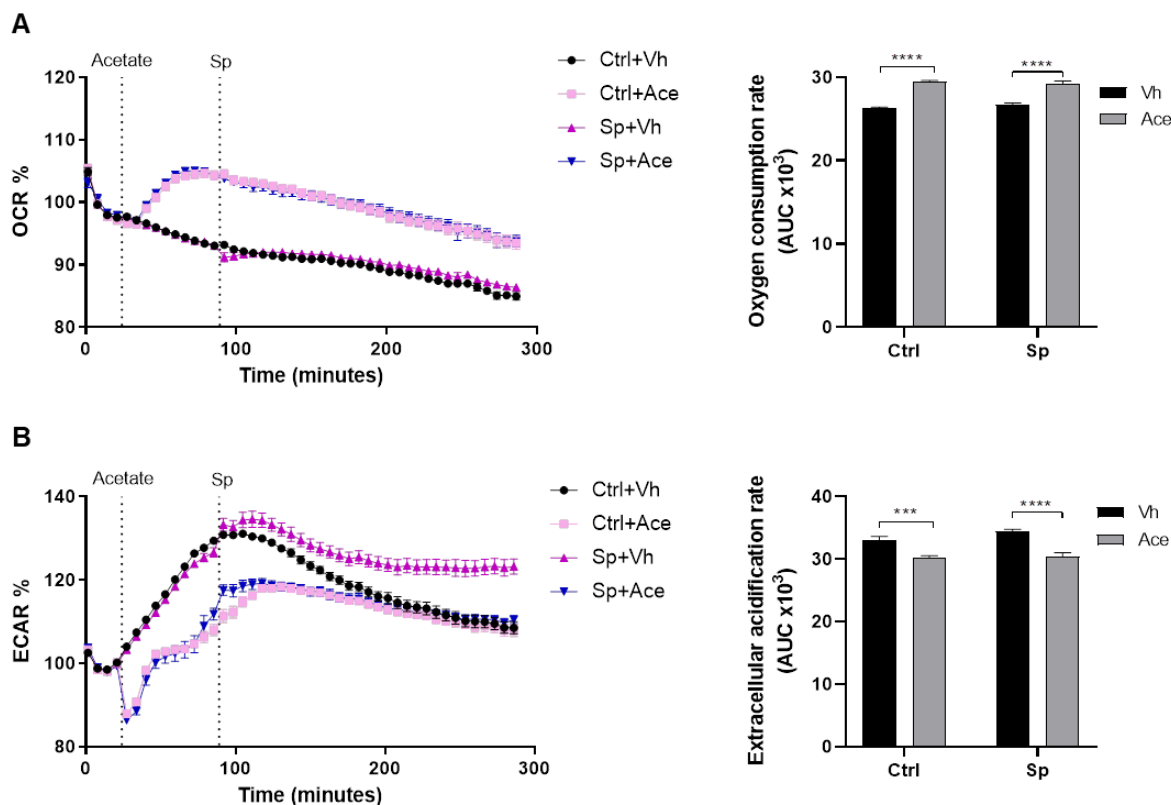 A
Acetate Sp
Ctrl+Vh
Ctrl+Ace
Sp+Vh
Sp+Ace
OCR %
120
110
100
90
80
0 100 200 300
Time (minutes)
Oxygen consumption rate
(AUC x10³)
30
20
10
0
**** ****
Vh
Ace
Ctrl Sp
B
Acetate Sp
Ctrl+Vh
Ctrl+Ace
Sp+Vh
Sp+Ace
ECAR %
140
120
100
80
0 100 200 300
Time (minutes)
Extracellular acidification rate
(AUC x10³)
40
30
20
10
0
*** ****
Vh
Ace
Ctrl Sp